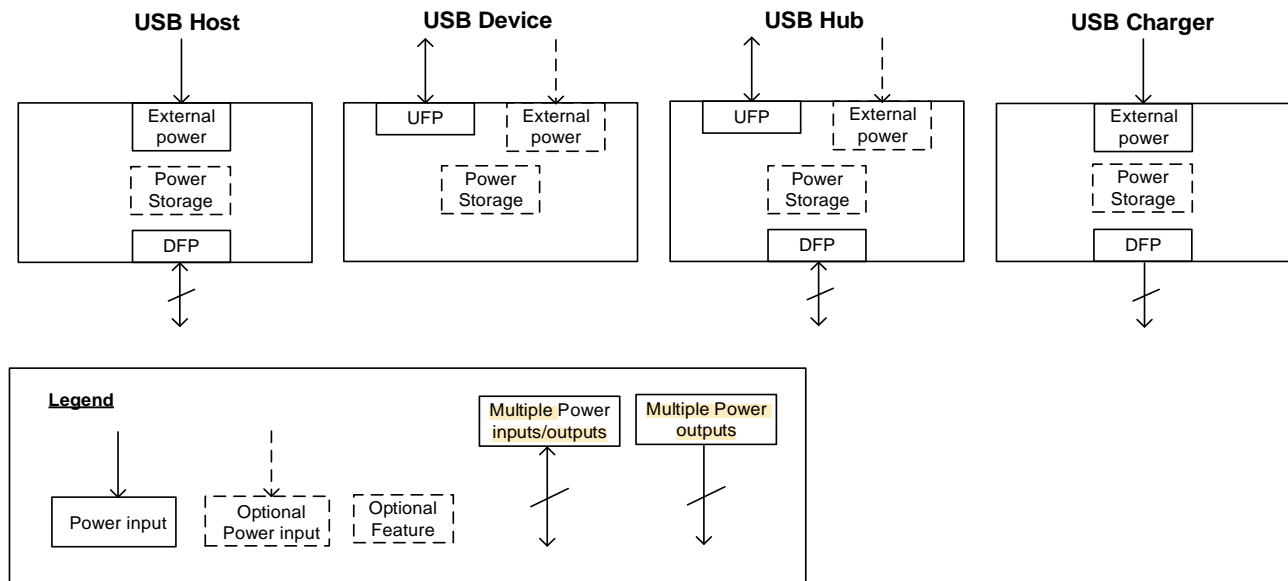 USB Host
USB Device
USB Hub
USB Charger
External
power
Power
Storage
DFP
UFP
External
power
Power
Storage
UFP
External
power
Power
Storage
DFP
External
power
Power
Storage
DFP
Legend
Power input
Optional
Power input
Optional
Feature
Multiple Power
inputs/outputs
Multiple Power
outputs